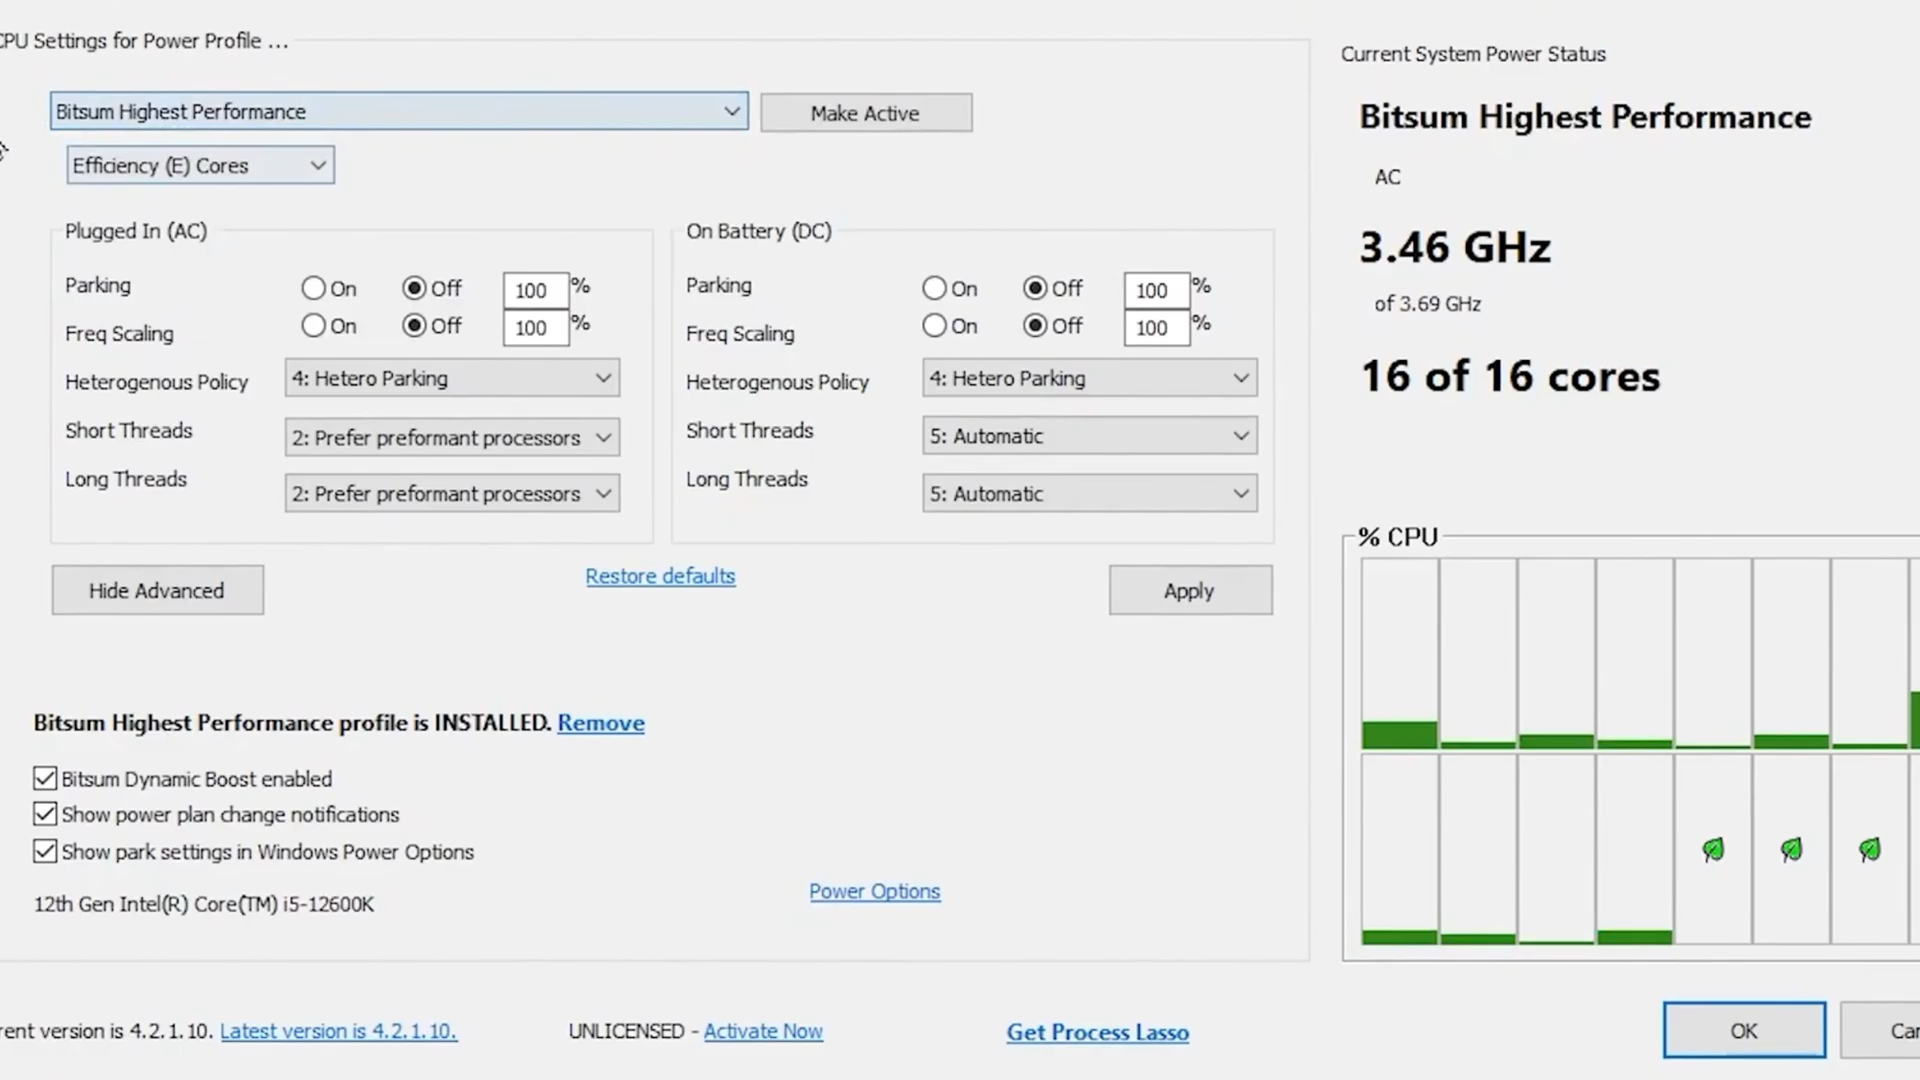 CPU Settings for Power Profile ...
Bitsum Highest Performance
Make Active
Efficiency (E) Cores
Plugged In (AC)
Parking On Off 100 %
Freq Scaling On Off 100 %
Heterogenous Policy 4: Hetero Parking
Short Threads 2: Prefer preformant processors
Long Threads 2: Prefer preformant processors
On Battery (DC)
Parking On Off 100 %
Freq Scaling On Off 100 %
Heterogenous Policy 4: Hetero Parking
Short Threads 5: Automatic
Long Threads 5: Automatic
Hide Advanced
Restore defaults
Apply
Bitsum Highest Performance profile is INSTALLED. Remove
Bitsum Dynamic Boost enabled
Show power plan change notifications
Show park settings in Windows Power Options
12th Gen Intel(R) Core(TM) i5-12600K
Power Options
Current System Power Status
Bitsum Highest Performance
AC
3.46 GHz
of 3.69 GHz
16 of 16 cores
% CPU
rent version is 4.2.1.10. Latest version is 4.2.1.10.
UNLICENSED - Activate Now
Get Process Lasso
OK
Can